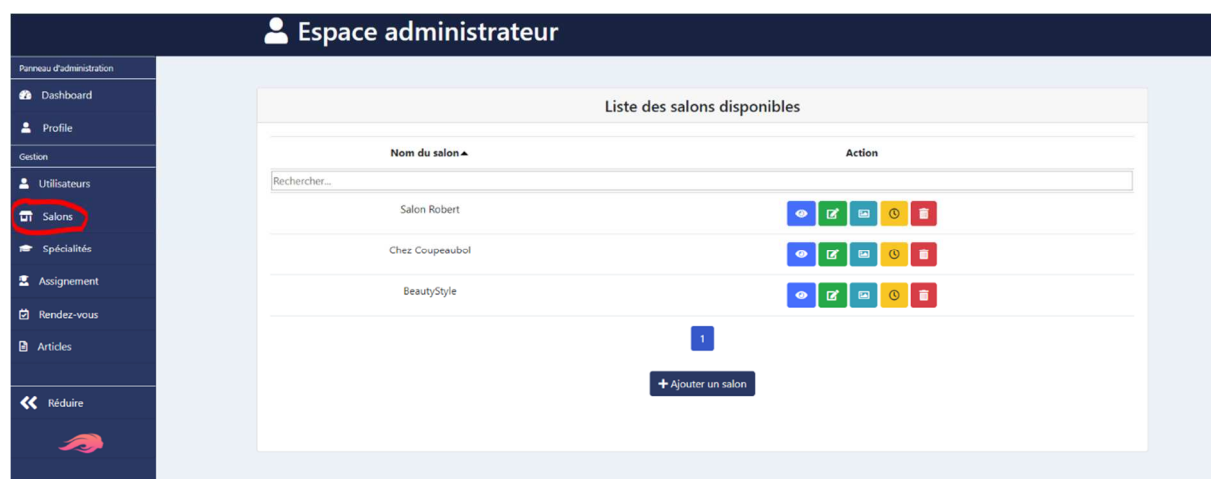 Espace administrateur
Panneau d'administration
Dashboard
Profile
Gestion
Utilisateurs
Salons
Spécialités
Assignement
Rendez-vous
Articles
Réduire
Liste des salons disponibles
Nom du salon Action
Rechercher...
Salon Robert
Chez Coupeaubol
BeautyStyle
1
Ajouter un salon